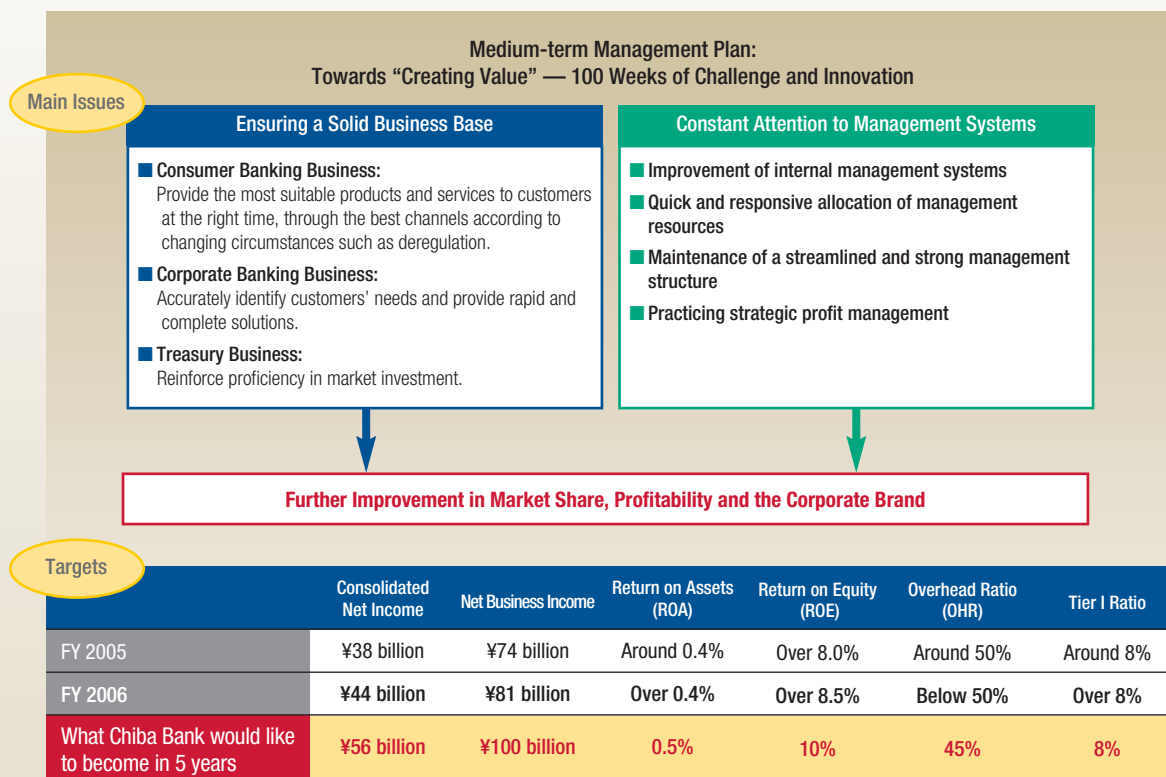 Medium-term Management Plan:
Towards “Creating Value” — 100 Weeks of Challenge and Innovation
Main Issues
Ensuring a Solid Business Base
■ Consumer Banking Business:
Provide the most suitable products and services to customers
at the right time, through the best channels according to
changing circumstances such as deregulation.
■ Corporate Banking Business:
Accurately identify customers’ needs and provide rapid and
complete solutions.
■ Treasury Business:
Reinforce proficiency in market investment.
Constant Attention to Management Systems
■ Improvement of internal management systems
■ Quick and responsive allocation of management
resources
■ Maintenance of a streamlined and strong management
structure
■ Practicing strategic profit management
Further Improvement in Market Share, Profitability and the Corporate Brand
Targets
Consolidated
Net Income
Net Business Income
Return on Assets
(ROA)
Return on Equity
(ROE)
Overhead Ratio
(OHR)
Tier I Ratio
FY 2005 ¥38 billion ¥74 billion Around 0.4% Over 8.0% Around 50% Around 8%
FY 2006 ¥44 billion ¥81 billion Over 0.4% Over 8.5% Below 50% Over 8%
What Chiba Bank would like
to become in 5 years
¥56 billion ¥100 billion 0.5% 10% 45% 8%